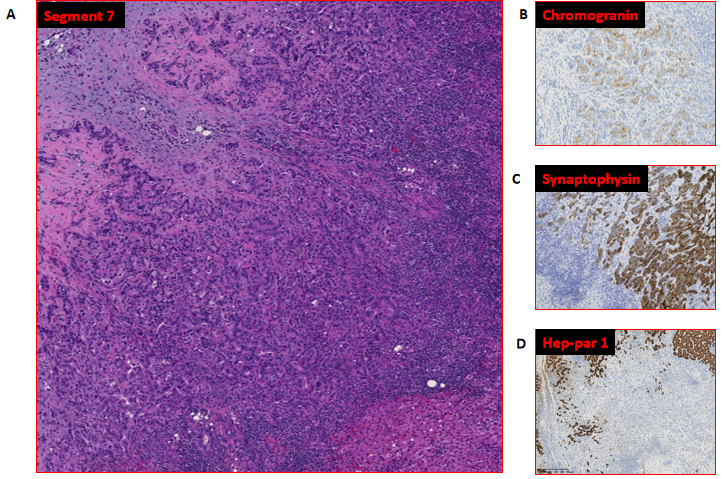 A
Segment 7
B
Chromogranin
C
Synaptophysin
D
Hep-par 1